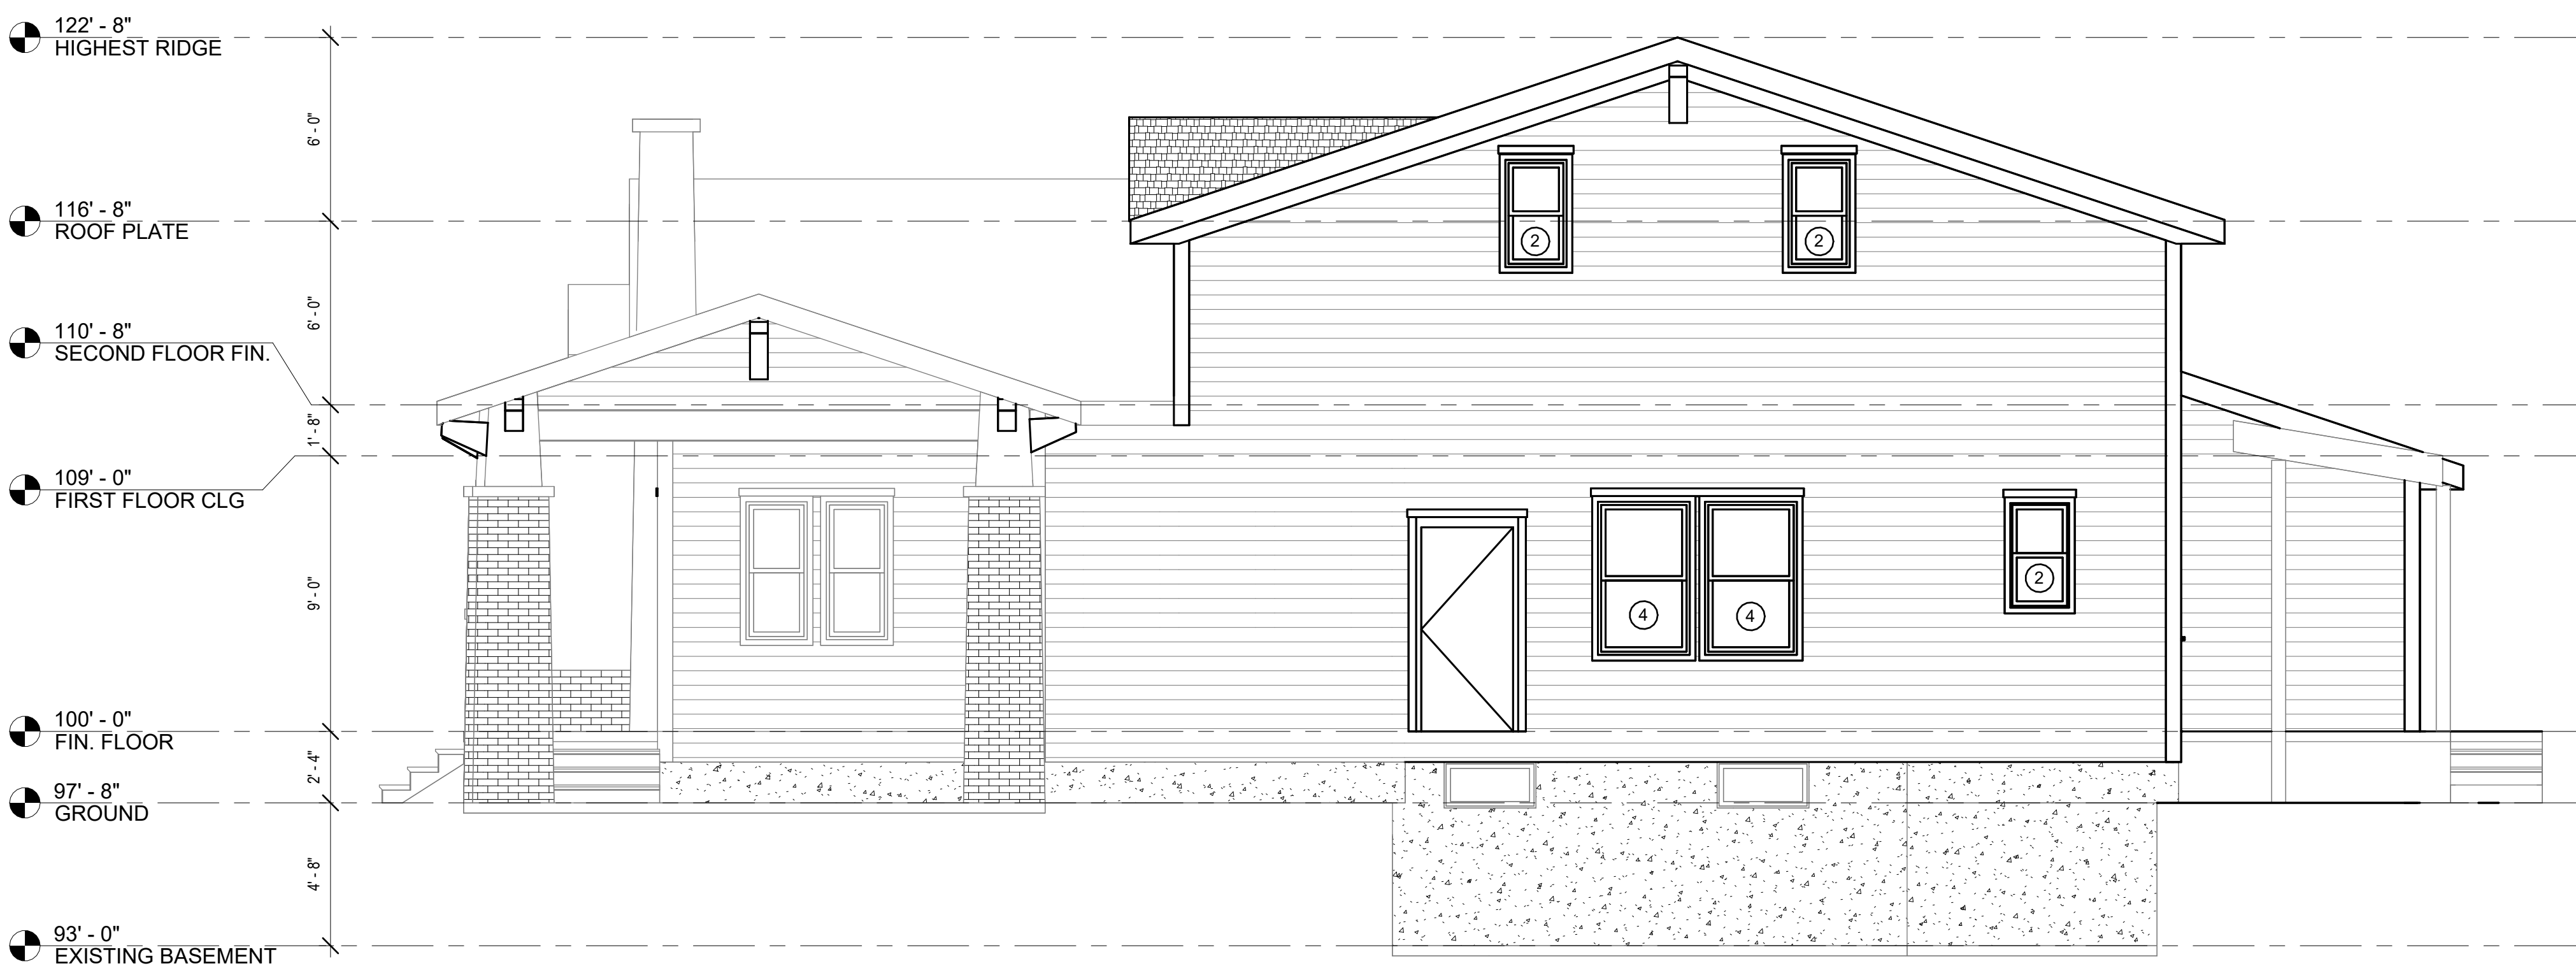 122' - 8"
HIGHEST RIDGE
6' - 0"
116' - 8"
ROOF PLATE
2
2
6' - 0"
110' - 8"
SECOND FLOOR FIN.
1' - 8"
109' - 0"
FIRST FLOOR CLG
9' - 0"
2
4
4
100' - 0"
FIN. FLOOR
2' - 4"
97' - 8"
GROUND
4' - 8"
93' - 0"
EXISTING BASEMENT